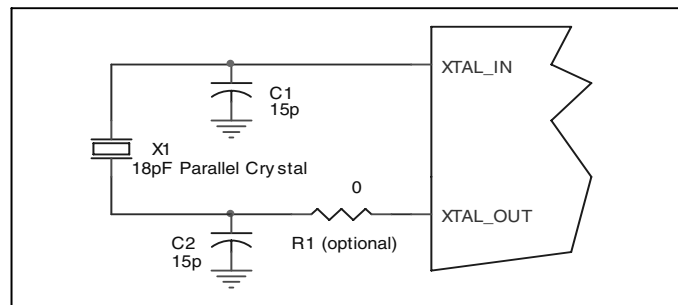 XTAL_IN
C1
15p
X1
18pF Parallel Crystal
0
XTAL_OUT
R1 (optional)
C2
15p